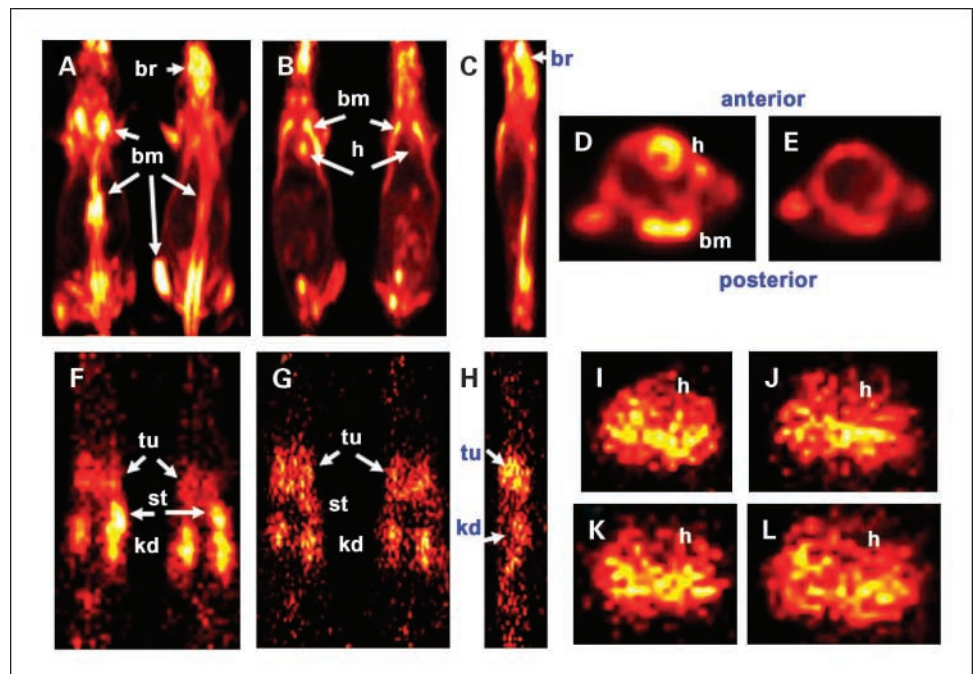 A
br
bm
B
bm
h
C
br
anterior
D
h
bm
E
posterior
F
tu
st
kd
G
tu
st
kd
H
tu
kd
I
h
J
h
K
h
L
h